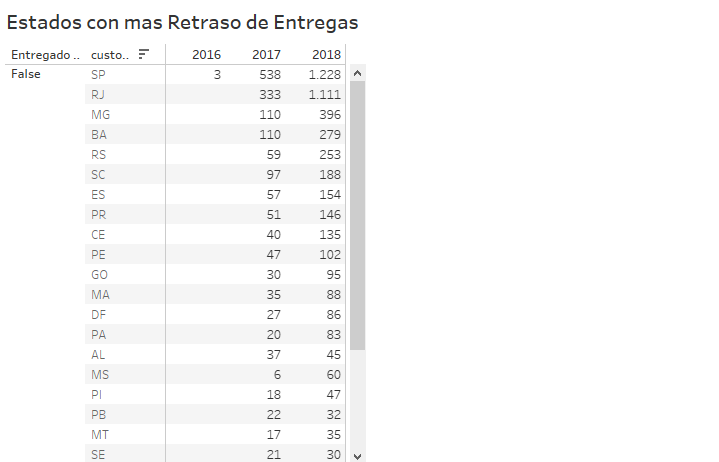 Estados con mas Retraso de Entregas
Entregado .. custo.. 2016 2017 2018
False SP 3 538 1.228
RJ 333 1.111
MG 110 396
BA 110 279
RS 59 253
SC 97 188
ES 57 154
PR 51 146
CE 40 135
PE 47 102
GO 30 95
MA 35 88
DF 27 86
PA 20 83
AL 37 45
MS 6 60
PI 18 47
PB 22 32
MT 17 35
SE 21 30